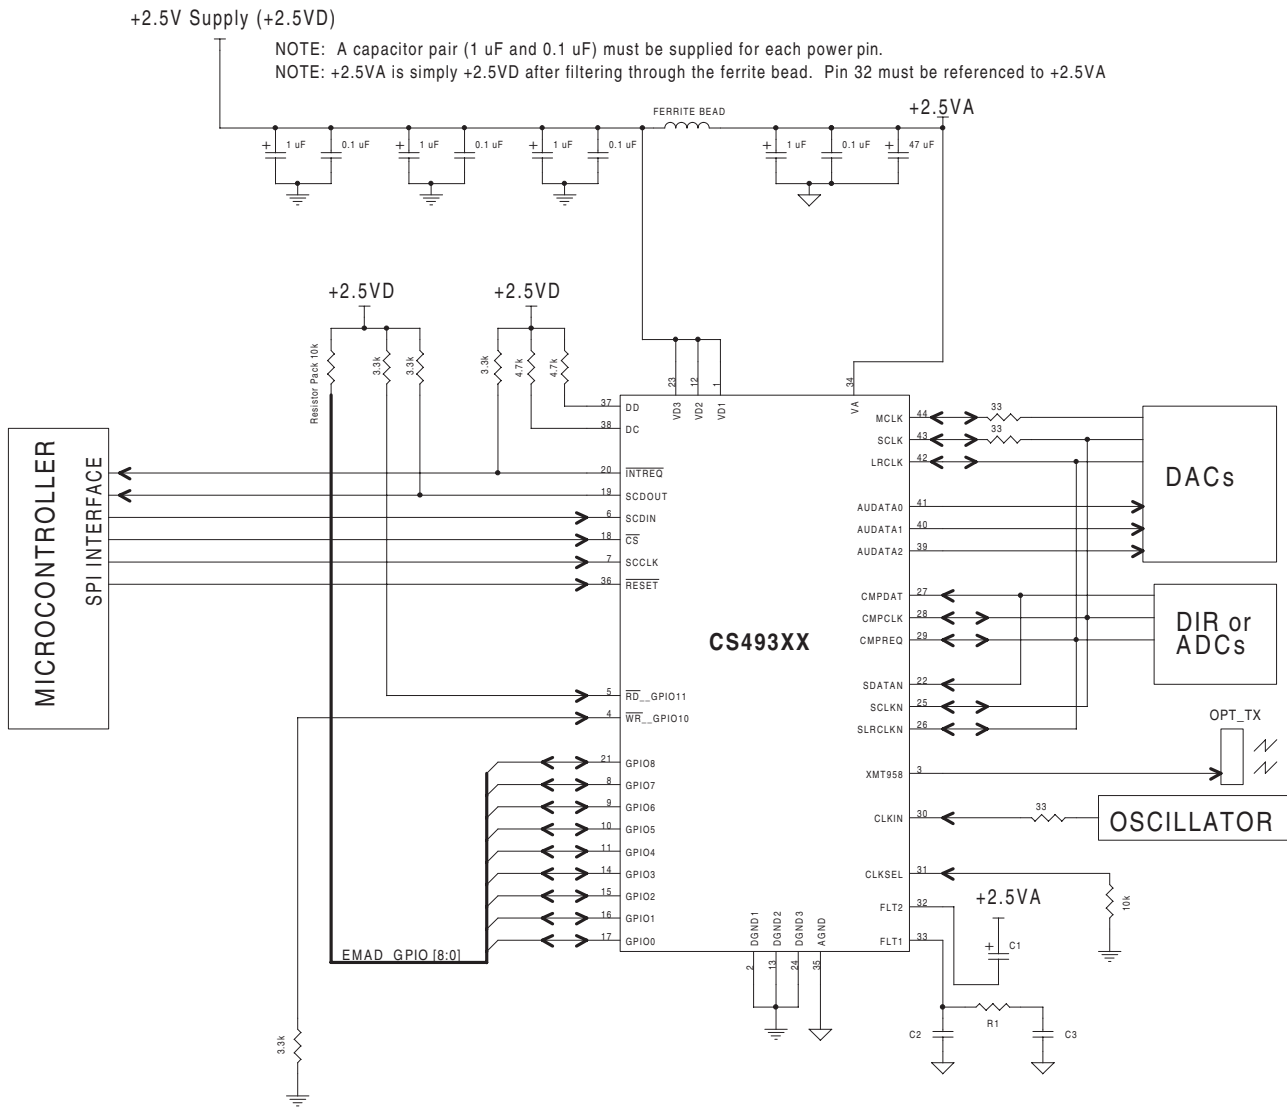 +2.5V Supply (+2.5VD)
NOTE: A capacitor pair (1 uF and 0.1 uF) must be supplied for each power pin.
NOTE: +2.5VA is simply +2.5VD after filtering through the ferrite bead. Pin 32 must be referenced to +2.5VA
FERRITE BEAD
+2.5VA
+ 1 uF
0.1 uF
+ 1 uF
0.1 uF
+ 1 uF
0.1 uF
+ 1 uF
0.1 uF
+ 47 uF
+2.5VD
+2.5VD
Resistor Pack 10k
3.3k
3.3k
3.3k
4.7k
4.7k
23
12
1
34
VD3
VD2
VD1
VA
37 DD
38 DC
20 INTREQ
19 SCDOUT
6 SCDIN
18 CS
7 SCCLK
36 RESET
5 RD__GPIO11
4 WR__GPIO10
21 GPIO8
8 GPIO7
9 GPIO6
10 GPIO5
11 GPIO4
14 GPIO3
15 GPIO2
16 GPIO1
17 GPIO0
MICROCONTROLLER
SPI INTERFACE
EMAD_GPIO [8:0]
3.3k
CS493XX
MCLK 44
33
SCLK 43
33
LRCLK 42
AUDATA0 41
AUDATA1 40
AUDATA2 39
DACs
CMPDAT 27
CMPCLK 28
CMPREQ 29
DIR or
ADCs
SDATAN 22
SCLKN 25
SLRCLKN 26
OPT_TX
XMT958 3
CLKIN 30
33
OSCILLATOR
CLKSEL 31
10k
FLT2 32
+2.5VA
FLT1 33
+ C1
DGND1
DGND2
DGND3
AGND
2
13
24
35
C2
R1
C3